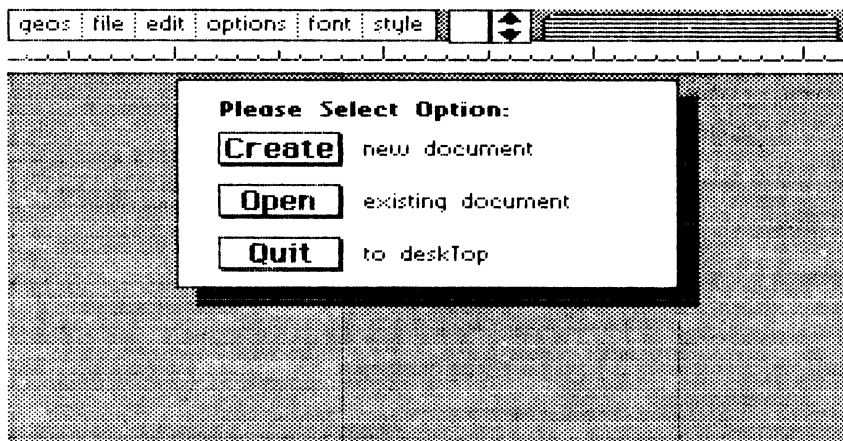 geos file edit options font style
Please Select Option:
Create new document
Open existing document
Quit to deskTop